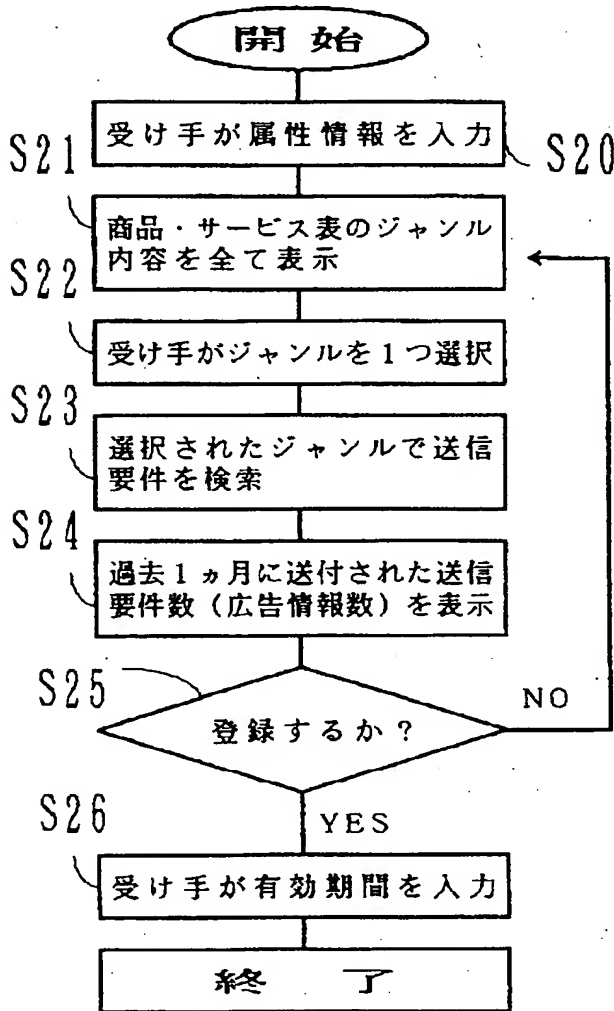 開始
受け手が属性情報を入力
S20
S21
商品・サービス表のジャンル
内容を全て表示
S22
受け手がジャンルを1つ選択
S23
選択されたジャンルで送信
要件を検索
S24
過去1ヵ月に送付された送信
要件数（広告情報数）を表示
S25
登録するか？
NO
YES
S26
受け手が有効期間を入力
終了